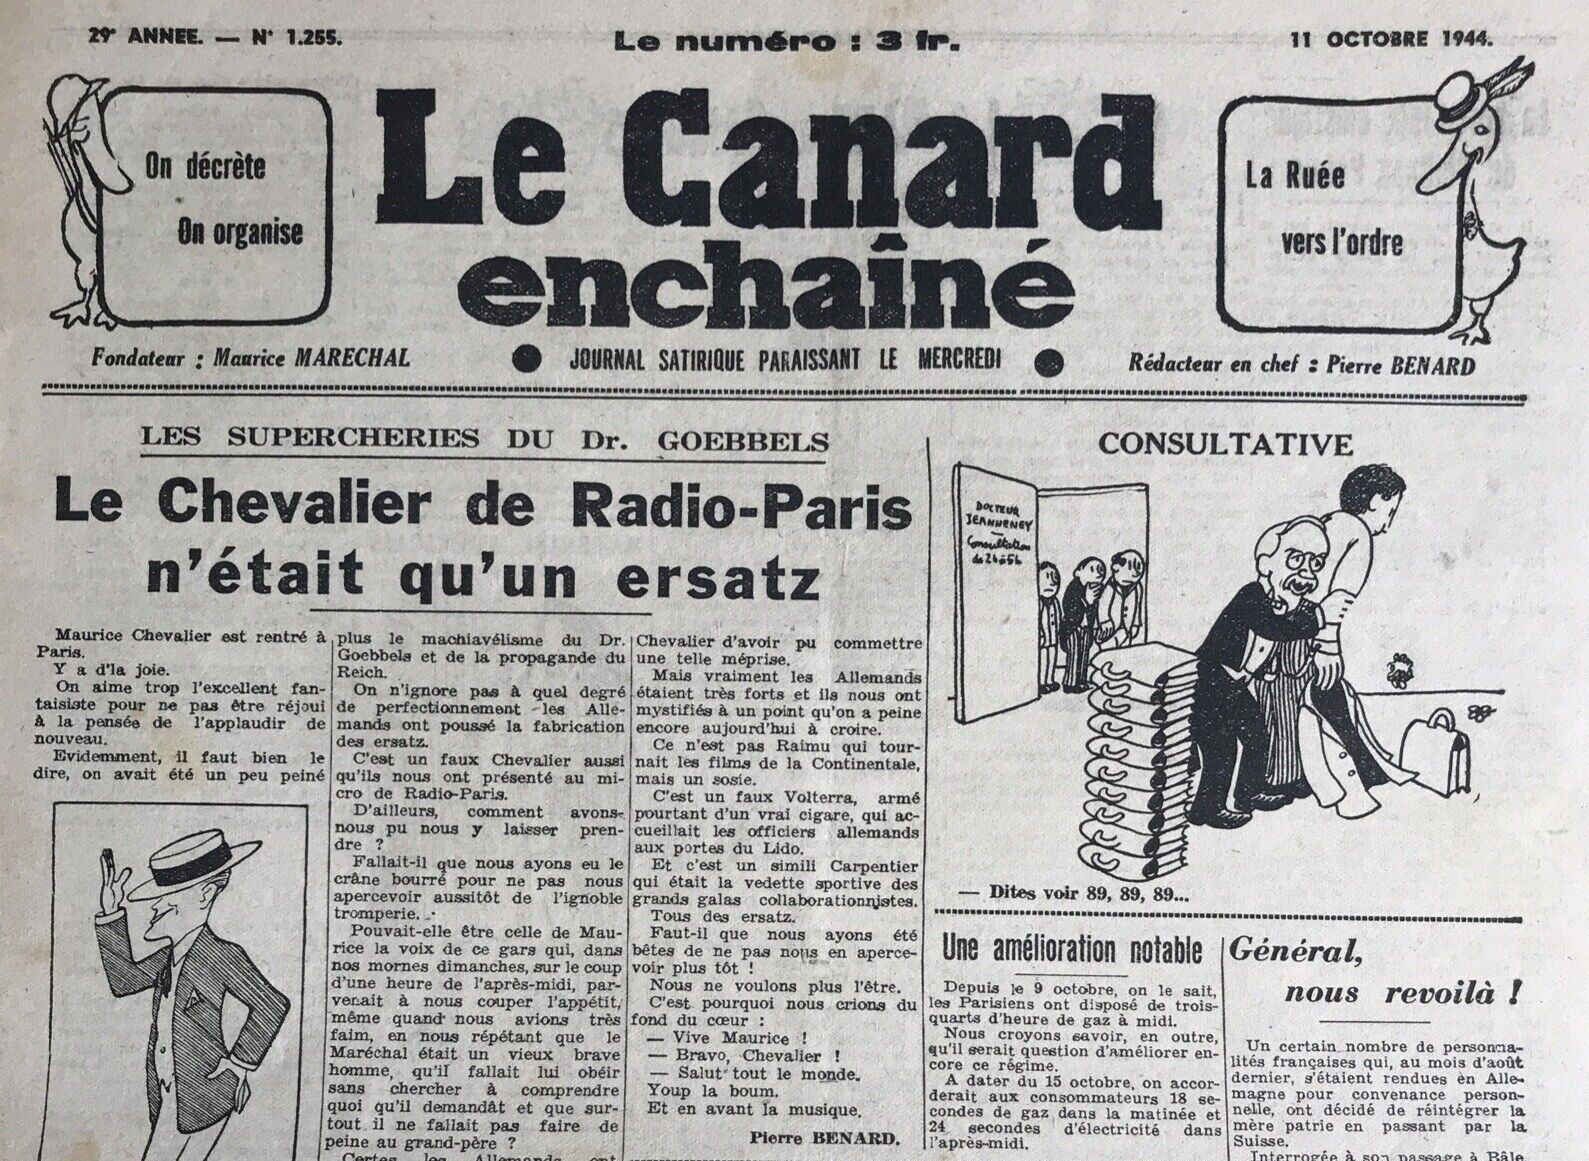 29e ANNEE. — N° 1.255.
Le numéro : 3 fr.
11 OCTOBRE 1944.
On décrète
On organise
Le Canard
enchaîné
La Ruée
vers l'ordre
Fondateur : Maurice MARECHAL
JOURNAL SATIRIQUE PARAISSANT LE MERCREDI
Rédacteur en chef : Pierre BENARD
LES SUPERCHERIES DU Dr. GOEBBELS
Le Chevalier de Radio-Paris
n'était qu'un ersatz
Maurice Chevalier est rentré à
Paris.
Y a d'la joie.
On aime trop l'excellent fan-
taisiste pour ne pas être réjoui
à la pensée de l'applaudir de
nouveau.
Evidemment, il faut bien le
dire, on avait été un peu peiné
plus le machiavélisme du Dr.
Goebbels et de la propagande du
Reich.
On n'ignore pas à quel degré
de perfectionnement les Alle-
mands ont poussé la fabrication
des ersatz.
C'est un faux Chevalier aussi
qu'ils nous ont présenté au mi-
cro de Radio-Paris.
D'ailleurs, comment avons-
nous pu nous y laisser pren-
dre ?
Fallait-il que nous ayons eu le
crâne bourré pour ne pas nous
apercevoir aussitôt de l'ignoble
tromperie.
Pouvait-elle être celle de Mau-
rice la voix de ce gars qui, dans
nos mornes dimanches, sur le coup
d'une heure de l'après-midi, par-
venait à nous couper l'appétit,
même quand nous avions très
faim, en nous répétant que le
Maréchal était un vieux brave
homme, qu'il fallait lui obéir
sans chercher à comprendre
quoi qu'il demandât et que sur-
tout il ne fallait pas faire de
peine au grand-père ?
Certes les Allemands ont
Chevalier d'avoir pu commettre
une telle méprise.
Mais vraiment les Allemands
étaient très forts et ils nous ont
mystifiés à un point qu'on a peine
encore aujourd'hui à croire.
Ce n'est pas Raimu qui tour-
nait les films de la Continentale,
mais un sosie.
C'est un faux Volterra, armé
pourtant d'un vrai cigare, qui ac-
cueillait les officiers allemands
aux portes du Lido.
Et c'est un simili Carpentier
qui était la vedette sportive des
grands galas collaborationnistes.
Tous des ersatz.
Faut-il que nous ayons été
bêtes de ne pas nous en aperce-
voir plus tôt !
Nous ne voulons plus l'être.
C'est pourquoi nous crions du
fond du cœur :
— Vive Maurice !
— Bravo, Chevalier !
— Salut tout le monde.
Youp la boum.
Et en avant la musique.
Pierre BENARD.
CONSULTATIVE
DOCTEUR
JEANNENEY
Consultation
de 2h à 5h
— Dites voir 89, 89, 89...
Une amélioration notable
Depuis le 9 octobre, on le sait,
les Parisiens ont disposé de trois-
quarts d'heure de gaz à midi.
Nous croyons savoir, en outre,
qu'il serait question d'améliorer en-
core ce régime.
A dater du 15 octobre, on accor-
derait aux consommateurs 18 se-
condes de gaz dans la matinée et
24 secondes d'électricité dans
l'après-midi.
Général,
nous revoilà !
Un certain nombre de personna-
lités françaises qui, au mois d'août
dernier, s'étaient rendues en Alle-
magne pour convenance person-
nelle, ont décidé de réintégrer la
mère patrie en passant par la
Suisse.
Interrogée à son passage à Bâle